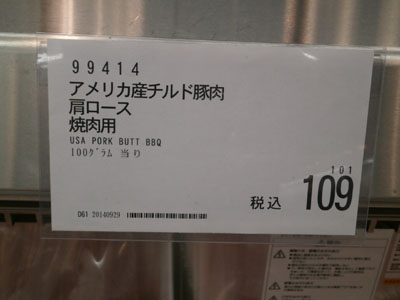 99414
アメリカ産チルド豚肉
肩ロース
焼肉用
USA PORK BUTT BBQ
100グラム 当り
101
税込 109
D61 20140929